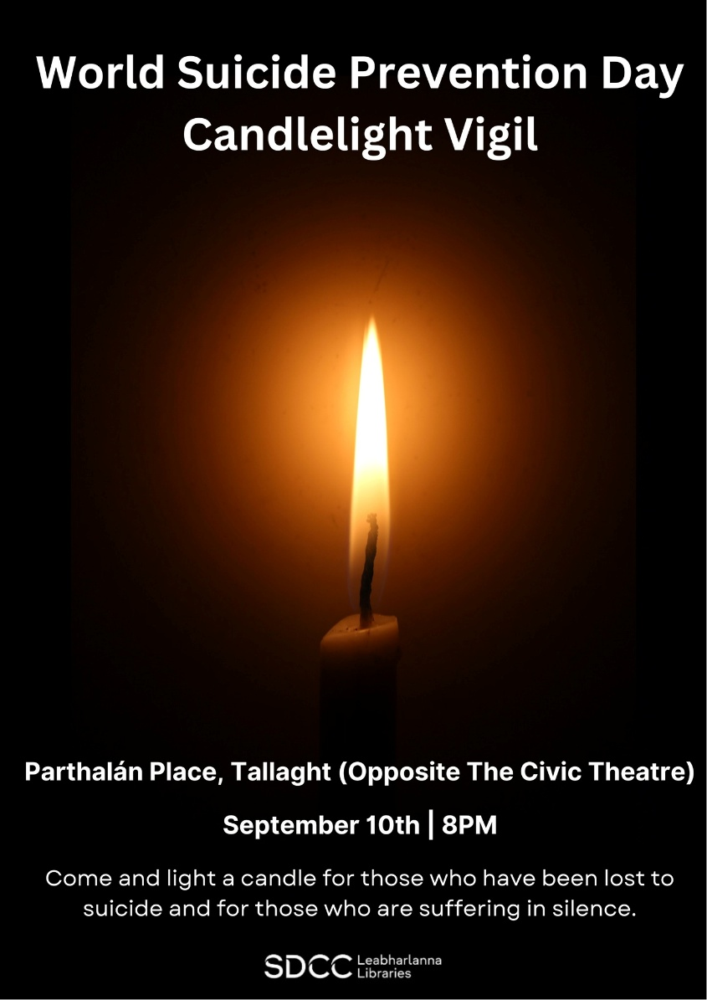 World Suicide Prevention Day
Candlelight Vigil
Parthalán Place, Tallaght (Opposite The Civic Theatre)
September 10th | 8PM
Come and light a candle for those who have been lost to
suicide and for those who are suffering in silence.
SDCC Leabharlanna
Libraries